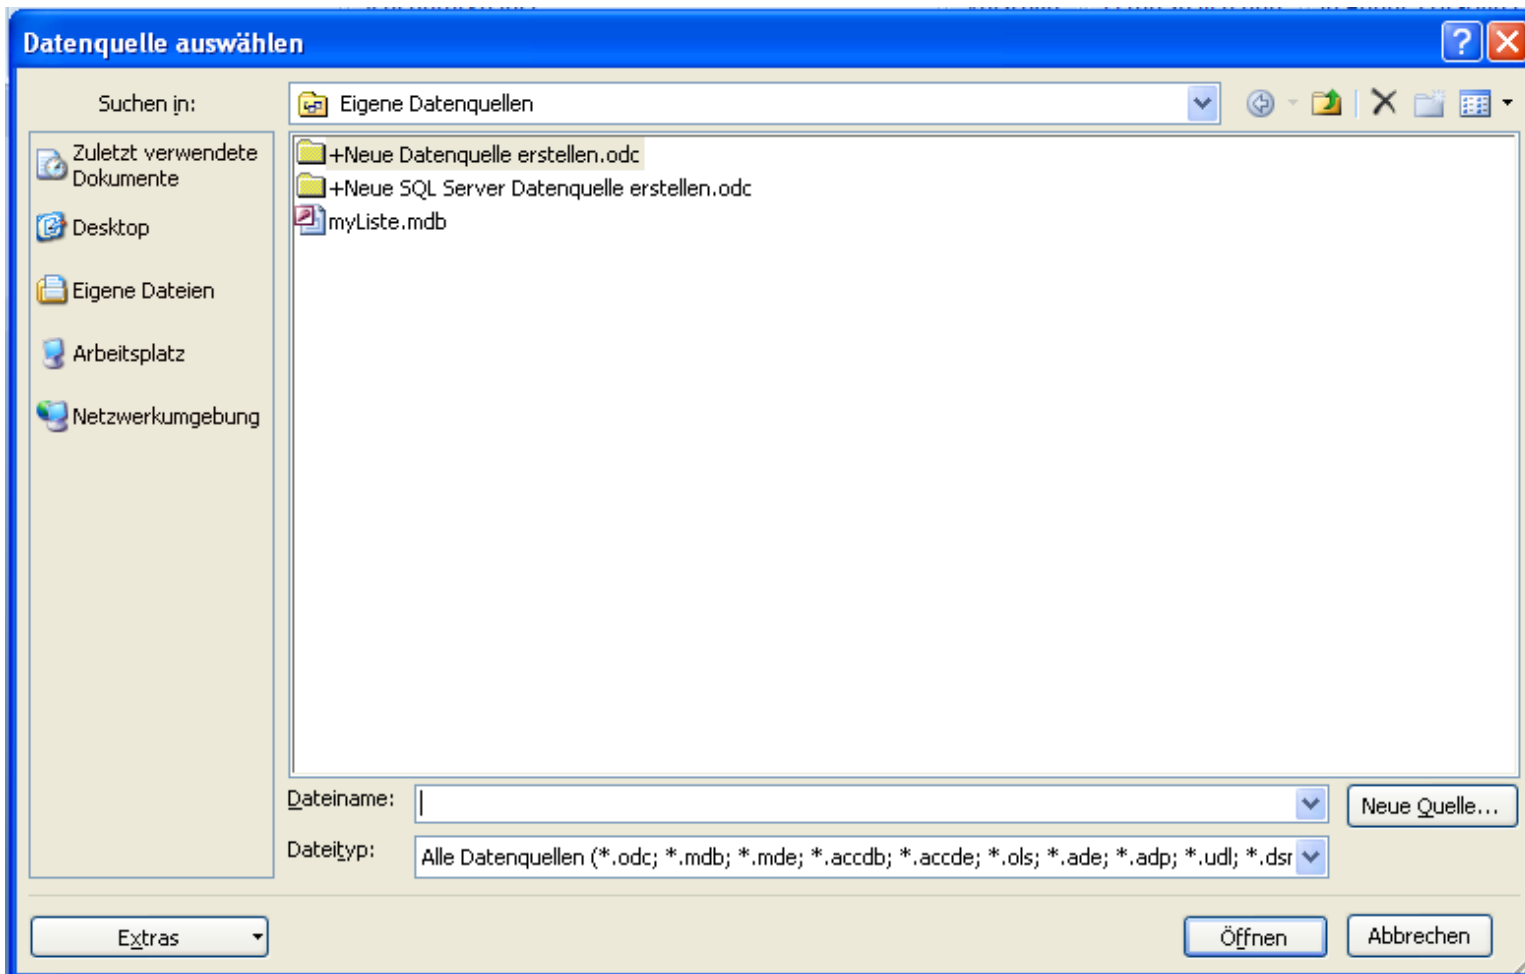 Datenquelle auswählen
Suchen in:
Eigene Datenquellen
Zuletzt verwendete
Dokumente
Desktop
Eigene Dateien
Arbeitsplatz
Netzwerkumgebung
+Neue Datenquelle erstellen.odc
+Neue SQL Server Datenquelle erstellen.odc
myListe.mdb
Dateiname:
Neue Quelle...
Dateityp:
Alle Datenquellen (*.odc; *.mdb; *.mde; *.accdb; *.accde; *.ols; *.ade; *.adp; *.udl; *.dsn
Extras
Öffnen
Abbrechen